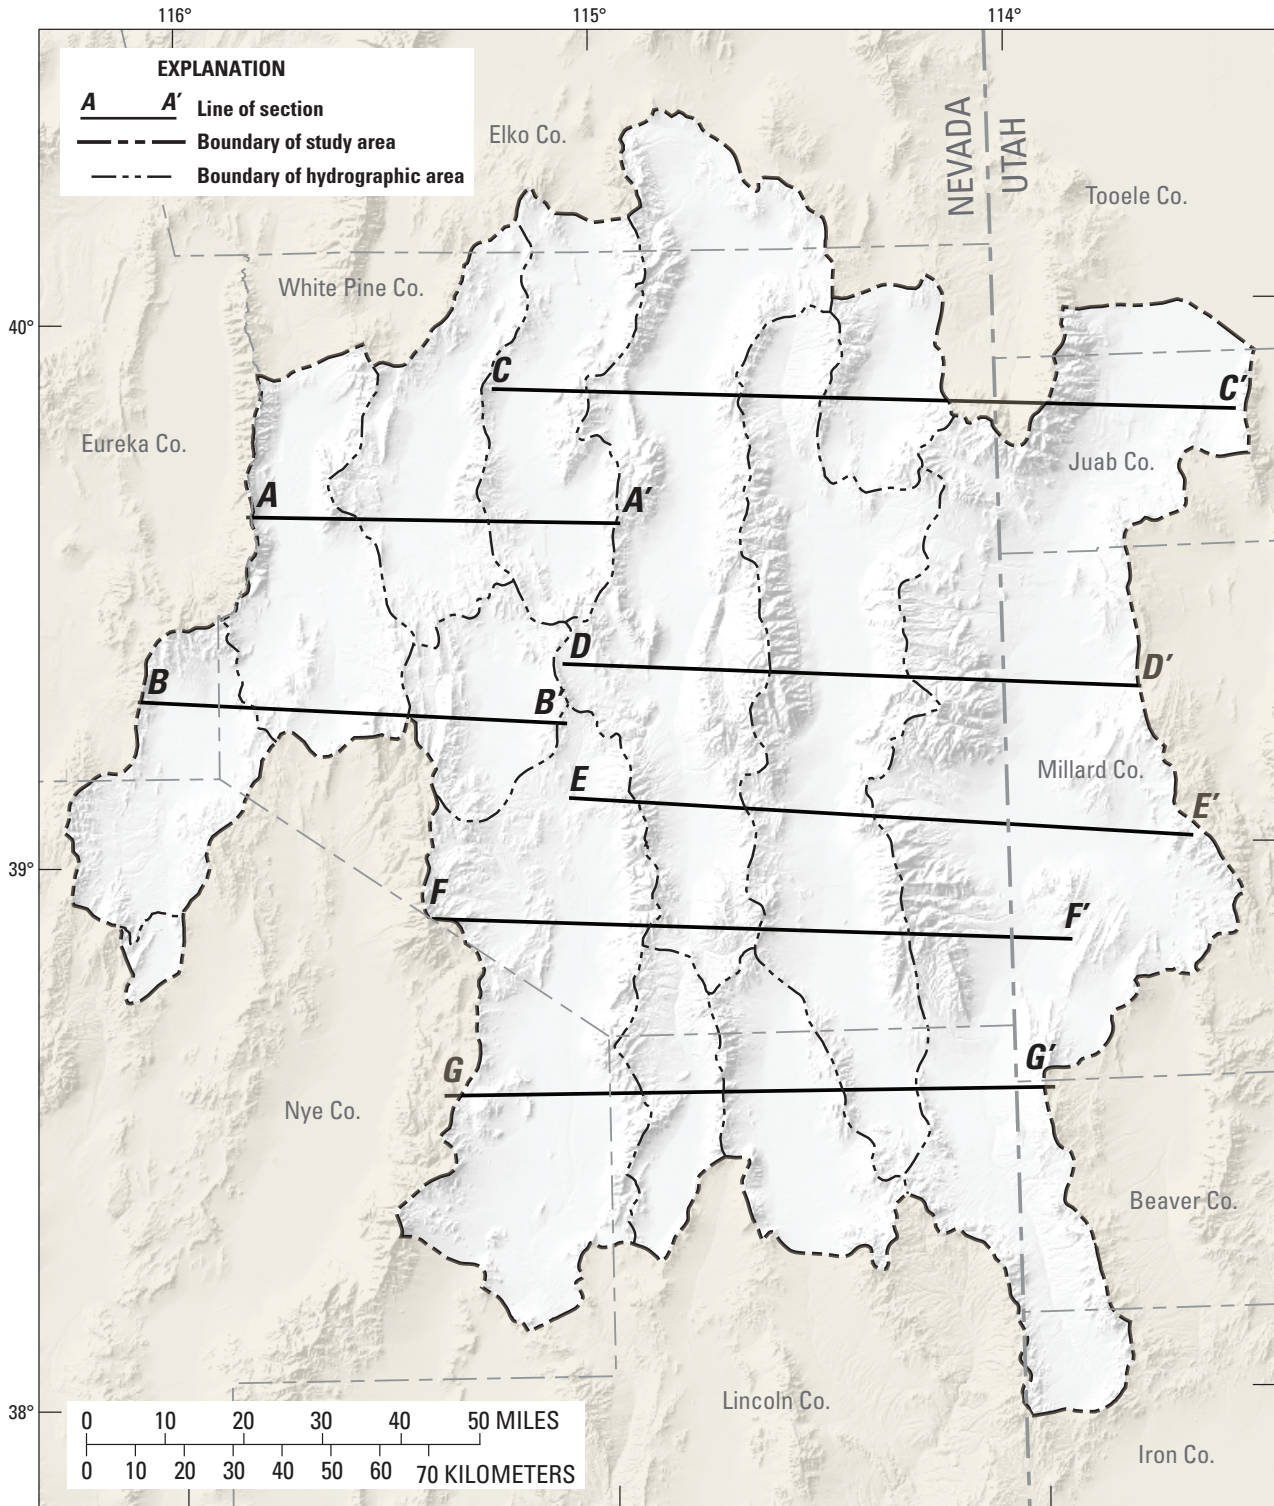 116°
115°
114°
EXPLANATION
A A′ Line of section
Boundary of study area
Boundary of hydrographic area
Elko Co.
NEVADA
UTAH
Tooele Co.
White Pine Co.
40°
C
C′
Eureka Co.
Juab Co.
A
A′
D
D′
B
B′
Millard Co.
E
E′
39°
F
F′
G
G′
Nye Co.
Beaver Co.
Lincoln Co.
38°
Iron Co.
0 10 20 30 40 50 MILES
0 10 20 30 40 50 60 70 KILOMETERS